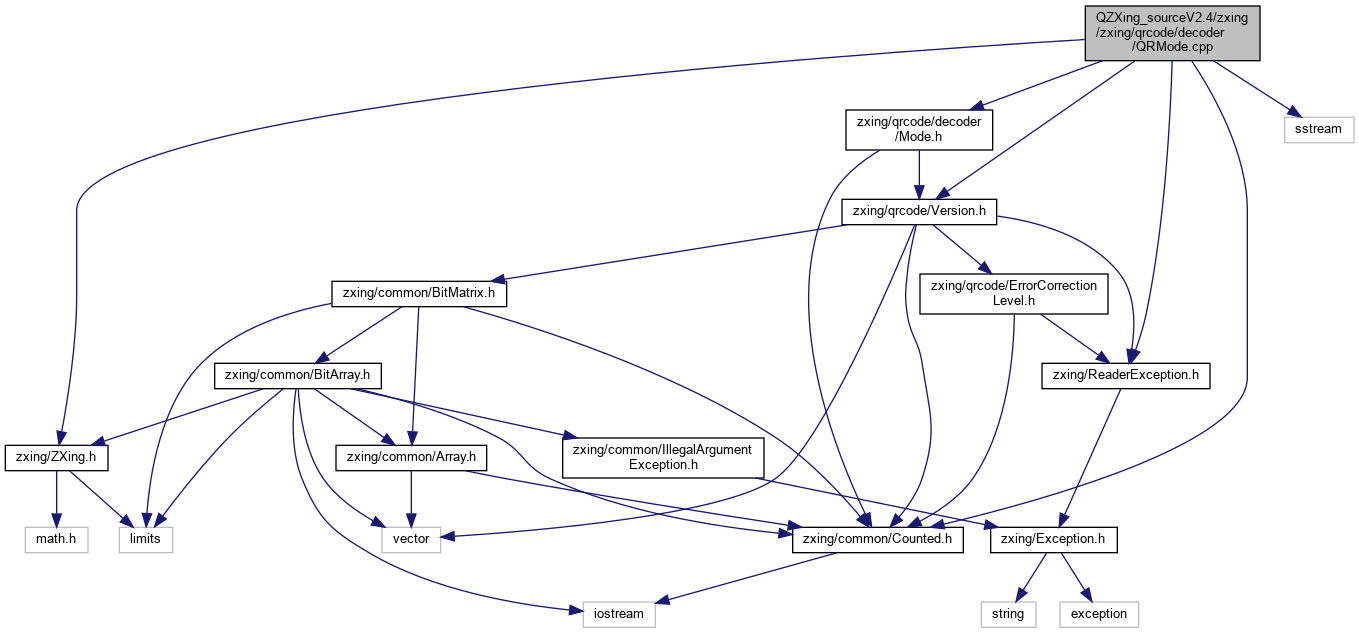 QZXing_sourceV2.4/zxing
/zxing/qrcode/decoder
/QRMode.cpp
zxing/qrcode/decoder
/Mode.h
sstream
zxing/qrcode/Version.h
zxing/qrcode/ErrorCorrection
Level.h
zxing/common/BitMatrix.h
zxing/common/BitArray.h
zxing/ReaderException.h
zxing/ZXing.h
zxing/common/Array.h
zxing/common/IllegalArgument
Exception.h
math.h
limits
vector
zxing/common/Counted.h
zxing/Exception.h
iostream
string
exception